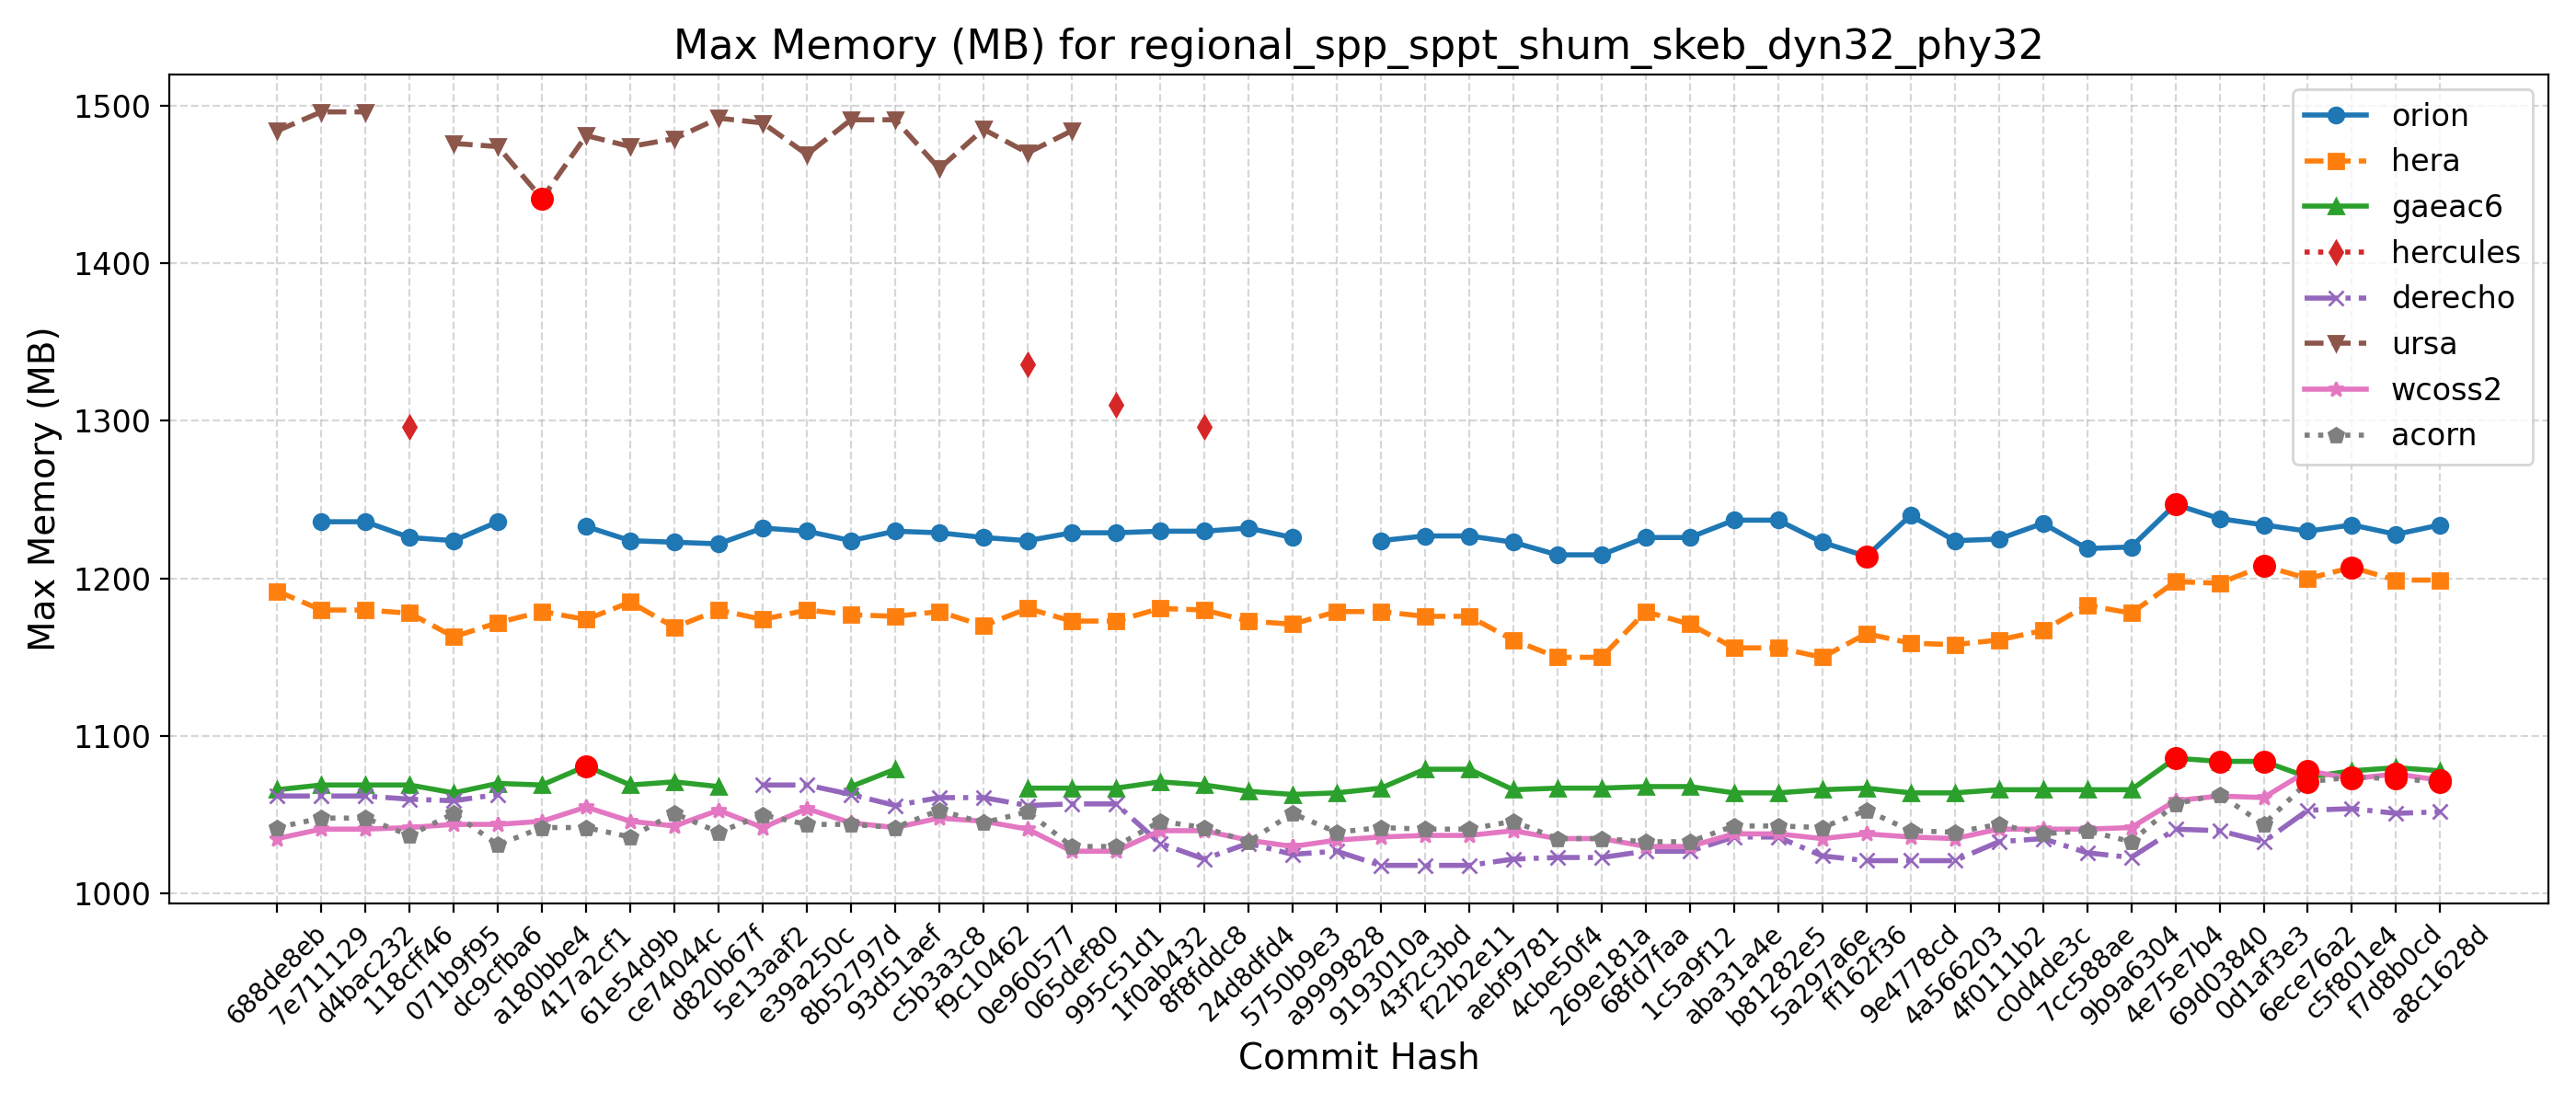 Max Memory (MB) for regional_spp_sppt_shum_skeb_dyn32_phy32
Max Memory (MB)
1500
1400
1300
1200
1100
1000
orion
hera
gaeac6
hercules
derecho
ursa
wcoss2
acorn
688de8eb
7e711129
d4bac232
118cff46
071b9f95
dc9cfba6
a180bbe4
417a2cf1
61e54d9b
ce74044c
d820b67f
5e13aaf2
e39a250c
8b52797d
93d51aef
c5b3a3c8
f9c10462
0e960577
065def80
995c51d1
1f0ab432
8f8fddc8
24d8dfd4
5750b9e3
a9999828
9193010a
43f2c3bd
f22b2e11
aebf9781
4cbe50f4
269e181a
68fd7faa
1c5a9f12
aba31a4e
b81282e5
5a297a6e
ff162f36
9e4778cd
4a566203
4f0111b2
c0d4de3c
7cc588ae
9b9a6304
4e75e7b4
69d03840
0d1af3e3
6ece76a2
c5f801e4
f7d8b0cd
a8c1628d
Commit Hash